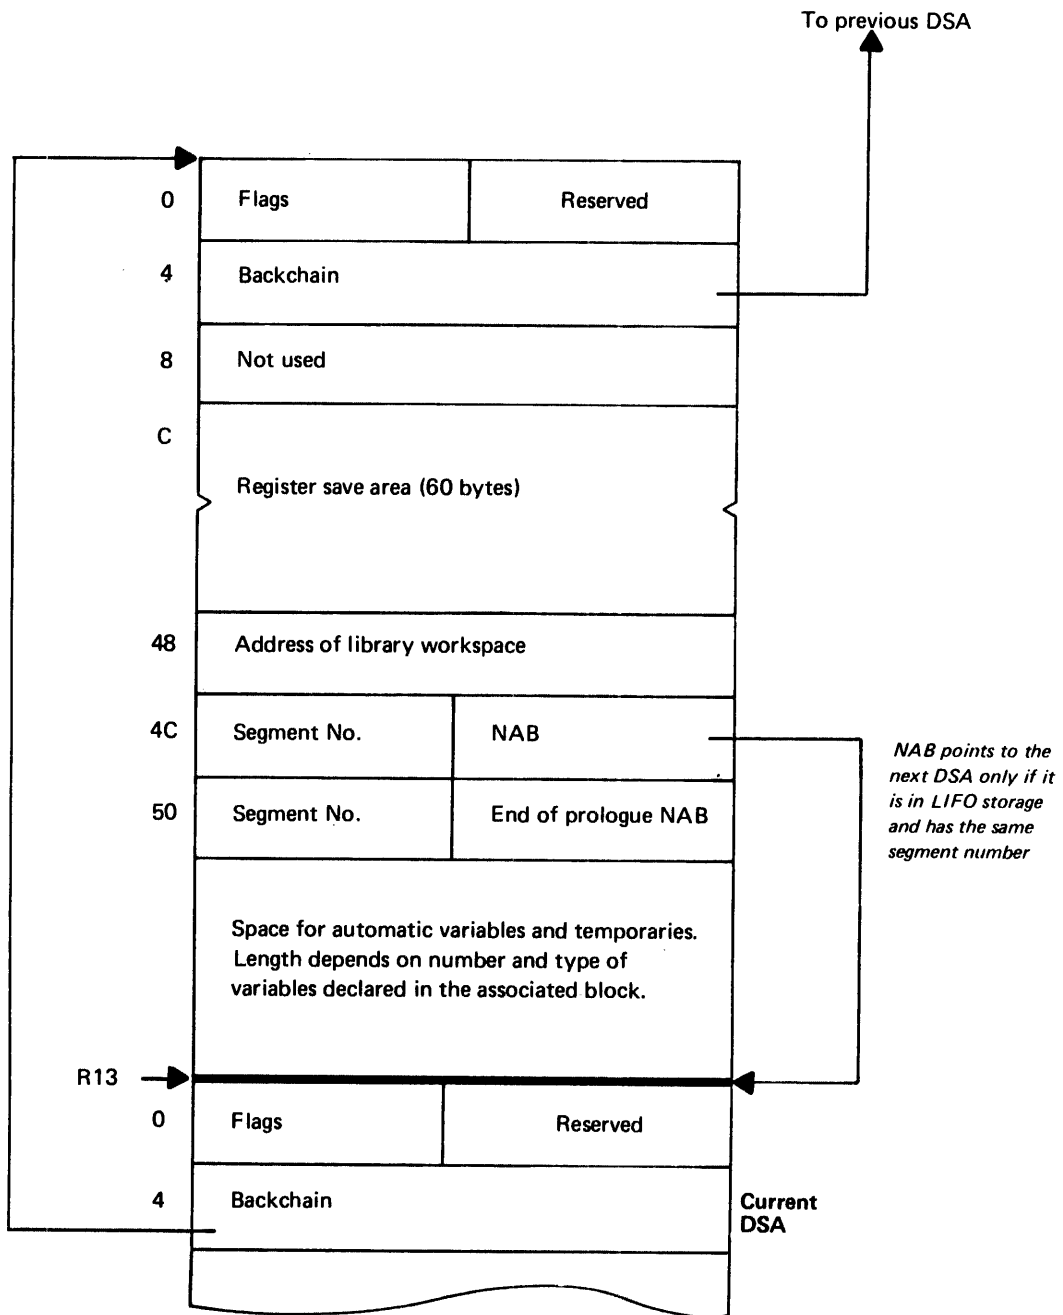 To previous DSA
0 Flags Reserved
4 Backchain
8 Not used
C
Register save area (60 bytes)
48 Address of library workspace
4C Segment No. NAB
NAB points to the
next DSA only if it
is in LIFO storage
and has the same
segment number
50 Segment No. End of prologue NAB
Space for automatic variables and temporaries.
Length depends on number and type of
variables declared in the associated block.
R13
0 Flags Reserved
4 Backchain
Current
DSA